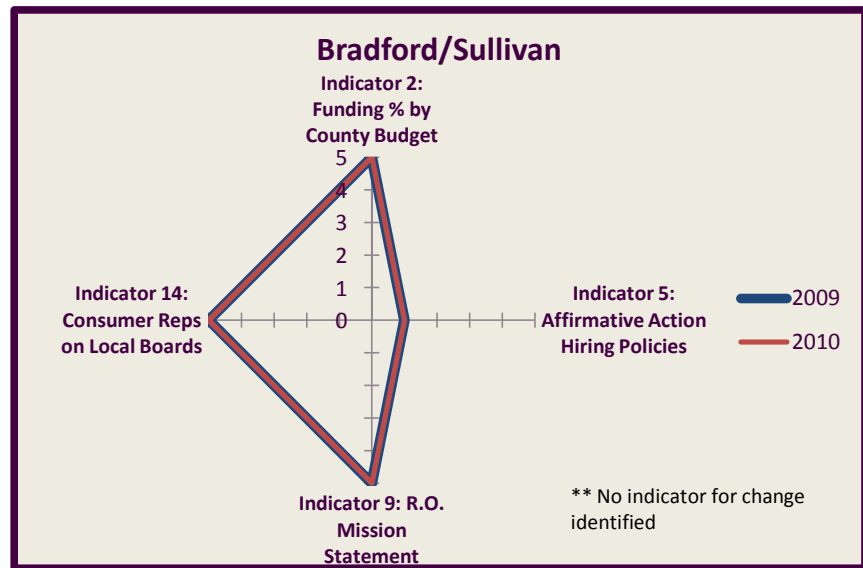 Bradford/Sullivan
Indicator 2:
Funding % by
County Budget
5
4
3
2
1
0
Indicator 14:
Consumer Reps
on Local Boards
Indicator 5:
Affirmative Action
Hiring Policies
2009
2010
Indicator 9: R.O.
Mission
Statement
** No indicator for change
identified